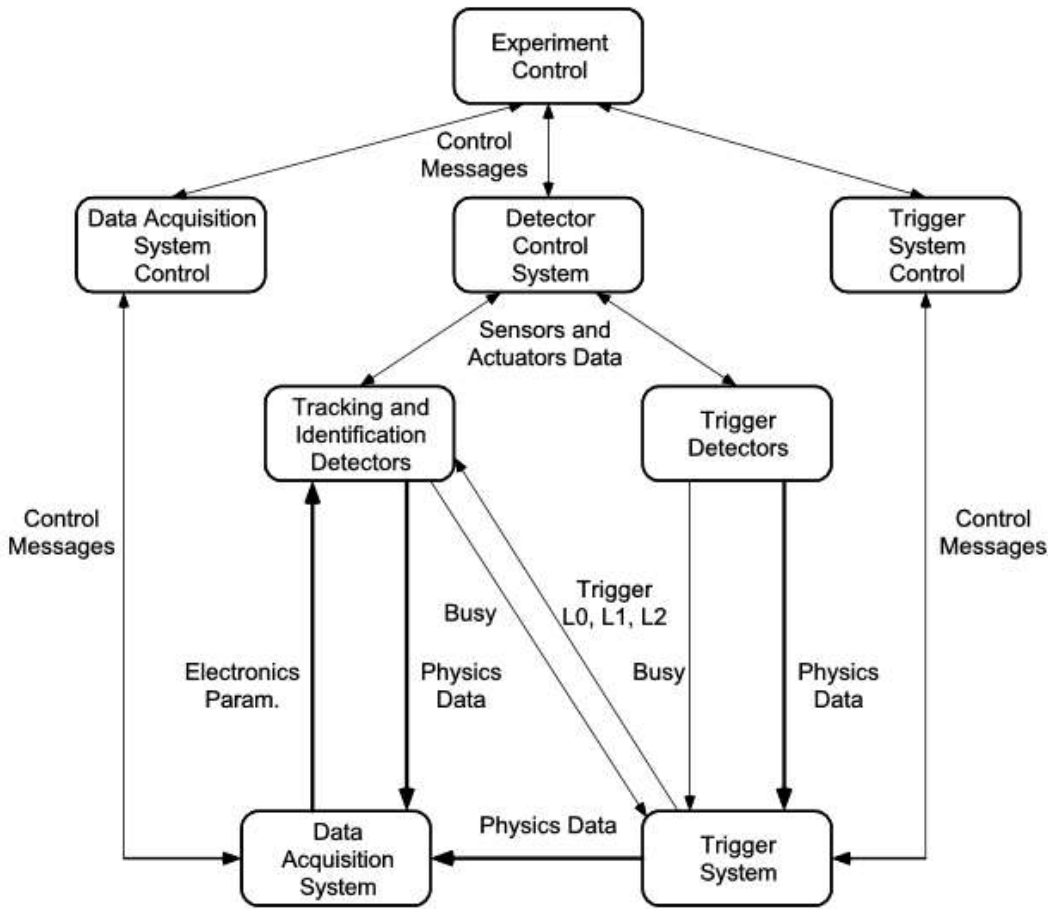 Experiment
Control
Control
Messages
Data Acquisition
System
Control
Detector
Control
System
Trigger
System
Control
Sensors and
Actuators Data
Tracking and
Identification
Detectors
Trigger
Detectors
Control
Messages
Control
Messages
Trigger
L0, L1, L2
Busy
Electronics
Param.
Physics
Data
Busy
Physics
Data
Physics Data
Data
Acquisition
System
Trigger
System